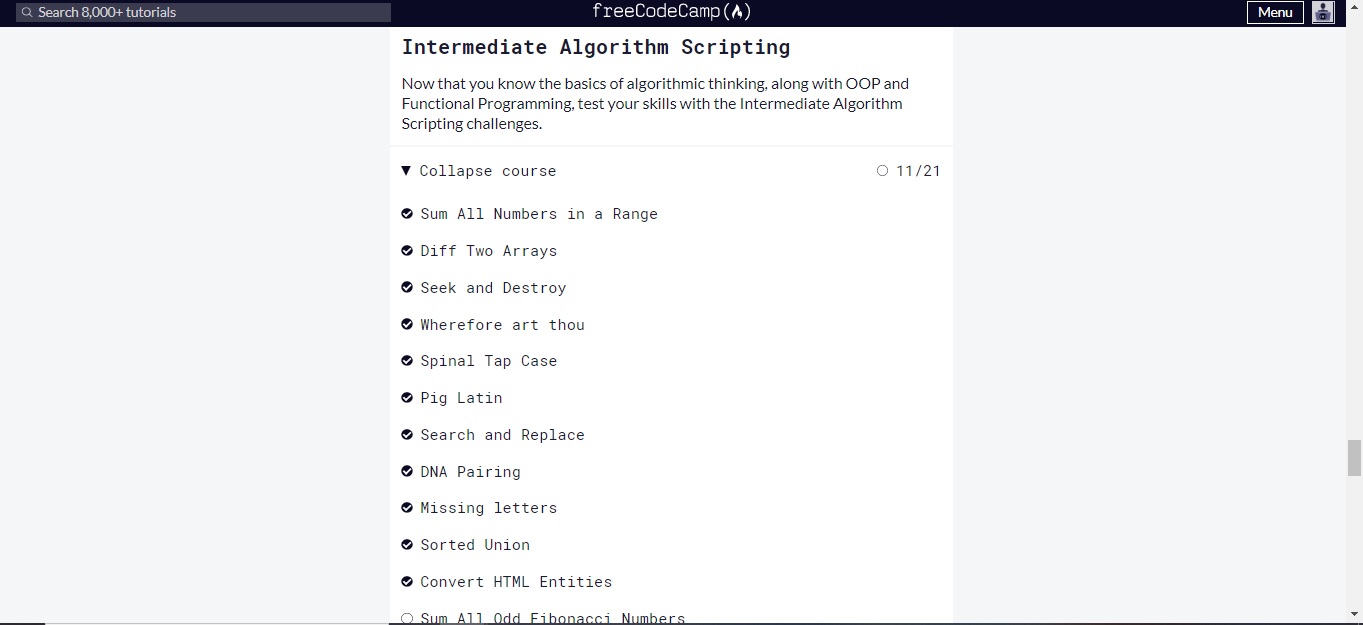 Search 8,000+ tutorials
freeCodeCamp
Menu
Intermediate Algorithm Scripting
Now that you know the basics of algorithmic thinking, along with OOP and
Functional Programming, test your skills with the Intermediate Algorithm
Scripting challenges.
Collapse course 11/21
Sum All Numbers in a Range
Diff Two Arrays
Seek and Destroy
Wherefore art thou
Spinal Tap Case
Pig Latin
Search and Replace
DNA Pairing
Missing letters
Sorted Union
Convert HTML Entities
Sum All Odd Fibonacci Numbers